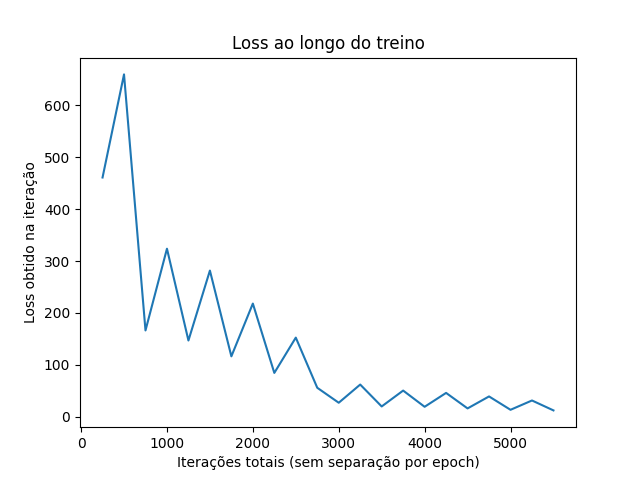 Loss ao longo do treino
Loss obtido na iteração
600
500
400
300
200
100
0
0 1000 2000 3000 4000 5000
Iterações totais (sem separação por epoch)